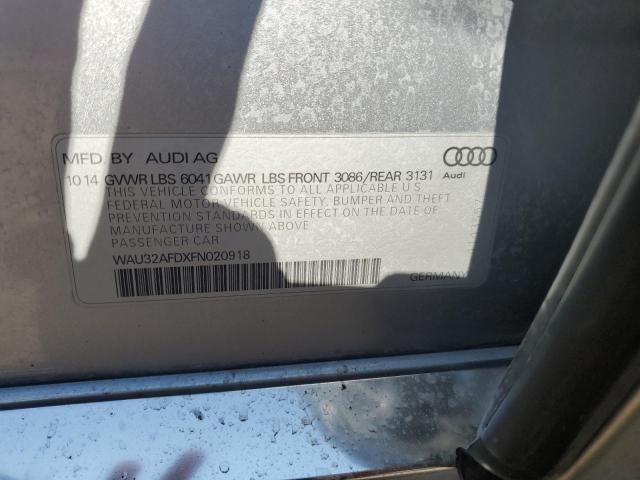 MFD. BY AUDI AG
10 14 GVWR LBS 6041 GAWR LBS FRONT 3086/REAR 3131
Audi
THIS VEHICLE CONFORMS TO ALL APPLICABLE U S
FEDERAL MOTOR VEHICLE SAFETY, BUMPER AND THEFT
PREVENTION STANDARDS IN EFFECT ON THE DATE OF
MANUFACTURE SHOWN ABOVE
PASSENGER CAR
WAU32AFDXFN020918
GERMANY